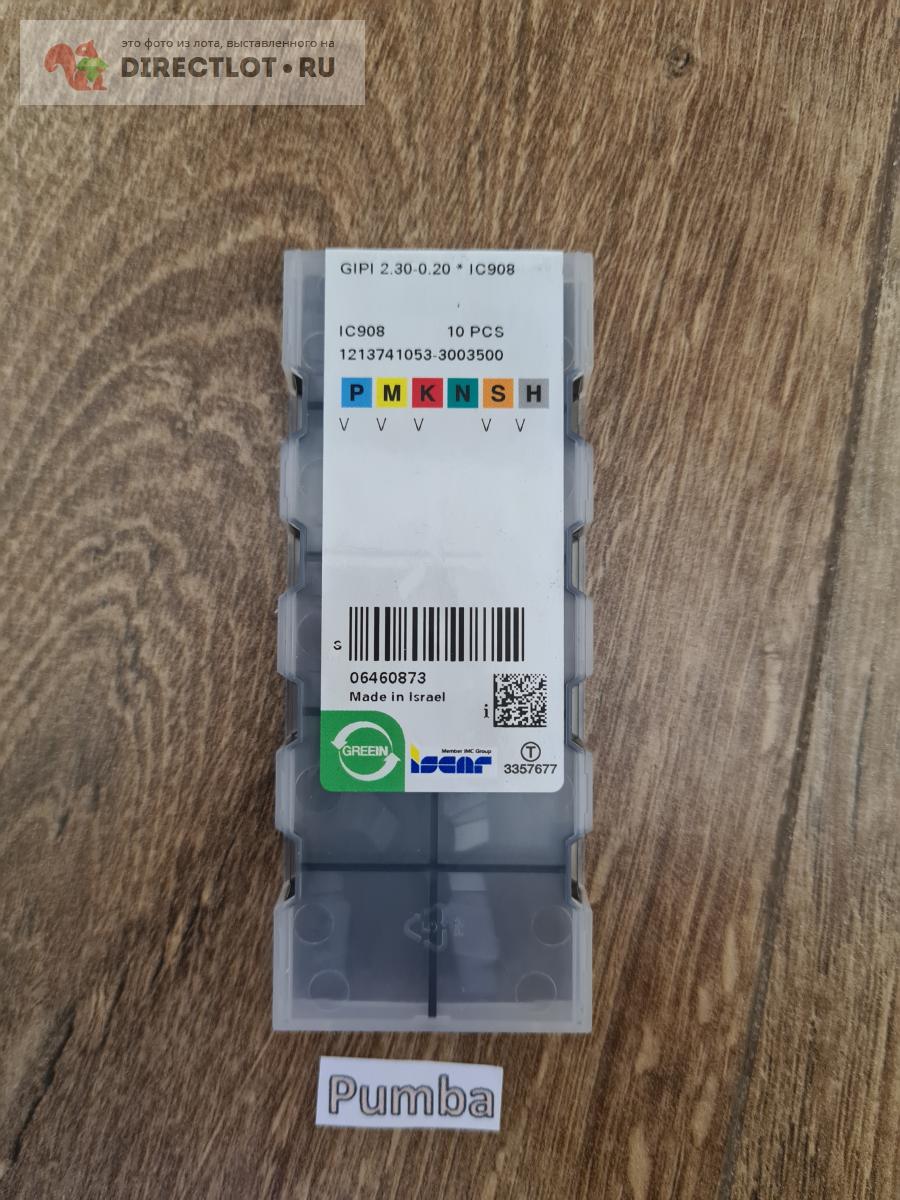 это фото из лота, выставленного на
DIRECTLOT•RU
GIPI 2.30-0.20 * IC908
IC908 10 PCS
1213741053-3003500
P M K N S H
V V V V V
S
06460873
Made in Israel
i
GREEIN
Member IMC Group
iscar
T
3357677
Pumba